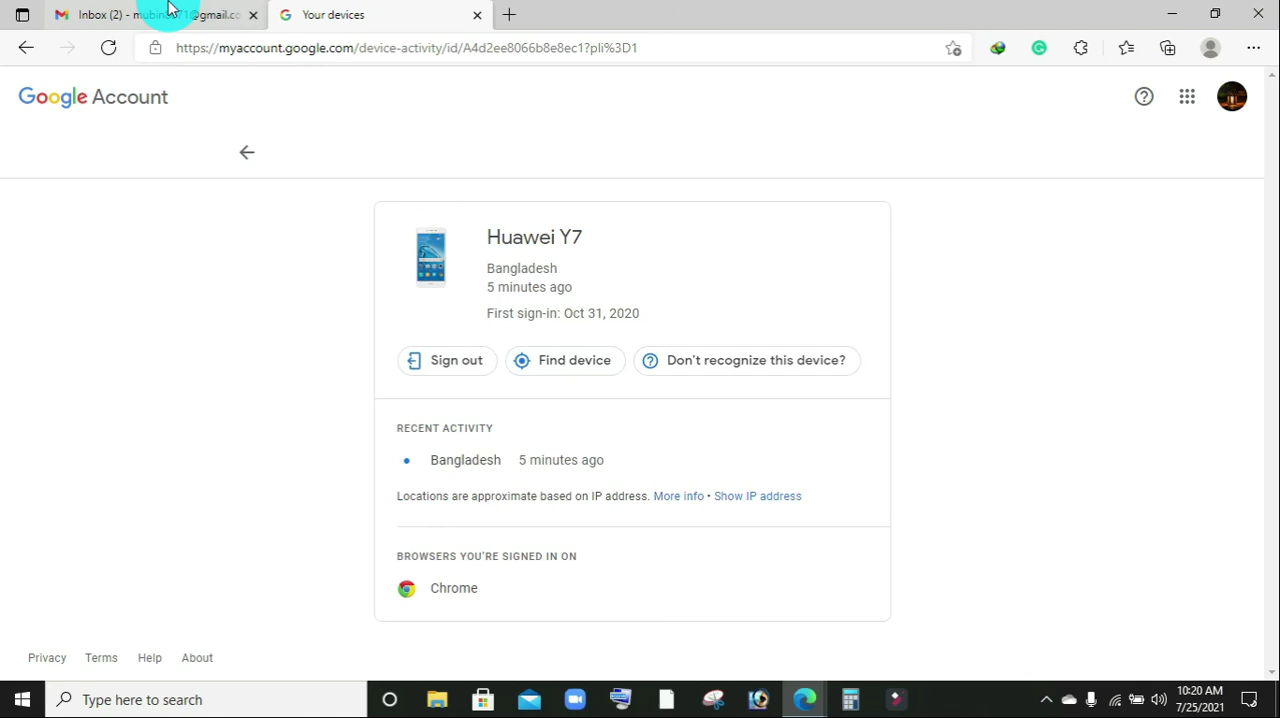 Inbox (2) - @gmail.co
Your devices
https://myaccount.google.com/device-activity/id/A4d2ee8066b8e8ec1?pli%3D1
Google Account
Huawei Y7
Bangladesh
5 minutes ago
First sign-in: Oct 31, 2020
Sign out
Find device
Don't recognize this device?
RECENT ACTIVITY
Bangladesh 5 minutes ago
Locations are approximate based on IP address. More info • Show IP address
BROWSERS YOU'RE SIGNED IN ON
Chrome
Privacy Terms Help About
Type here to search
10:20 AM
7/25/2021